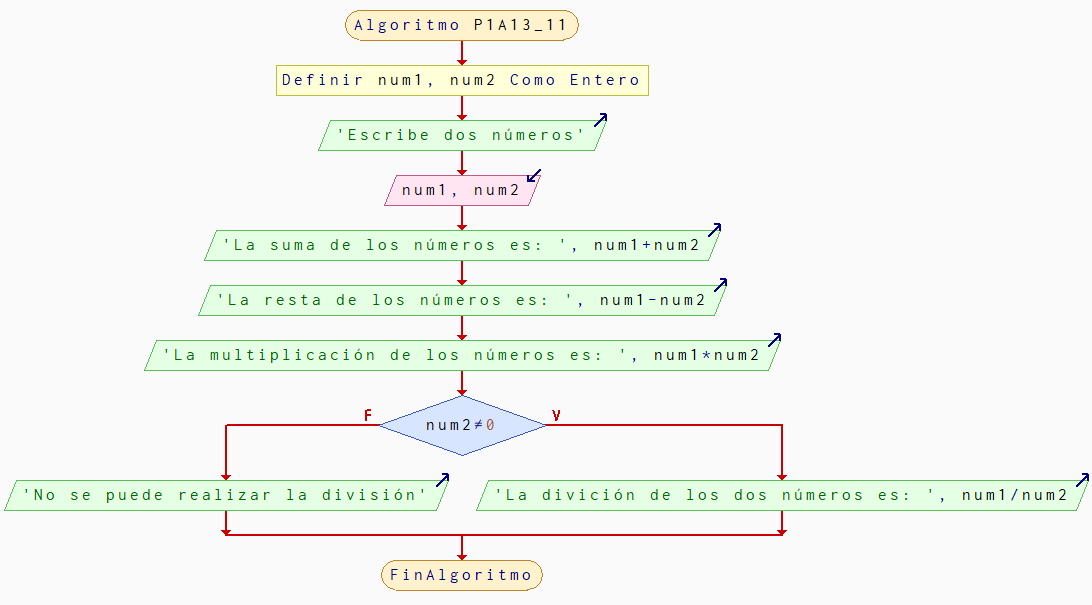 Algoritmo P1A13_11
Definir num1, num2 Como Entero
'Escribe dos números'
num1, num2
'La suma de los números es: ', num1+num2
'La resta de los números es: ', num1-num2
'La multiplicación de los números es: ', num1*num2
F
V
num2≠0
'No se puede realizar la división'
'La divición de los dos números es: ', num1/num2
FinAlgoritmo